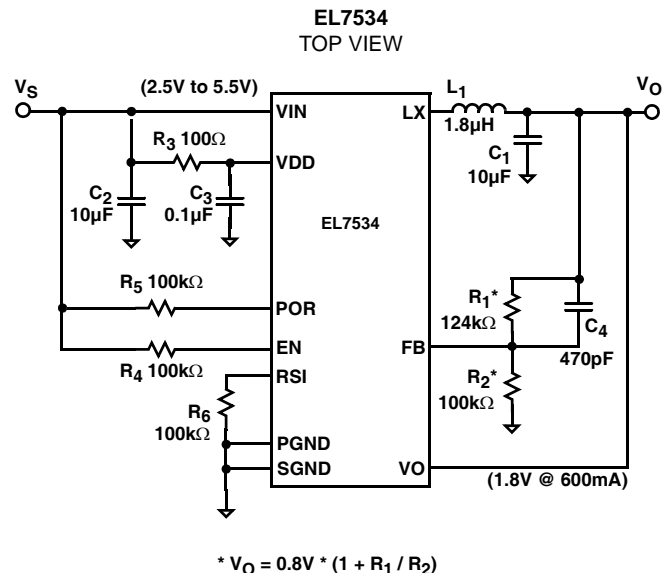 EL7534
TOP VIEW
VS
(2.5V to 5.5V)
VIN
LX
L1
1.8µH
VO
R3 100Ω
VDD
C1
10µF
C2
10µF
C3
0.1µF
EL7534
R5 100kΩ
POR
R1*
124kΩ
C4
470pF
EN
FB
R4 100kΩ
RSI
R2*
100kΩ
R6
100kΩ
PGND
SGND
VO
(1.8V @ 600mA)
* VO = 0.8V * (1 + R1 / R2)